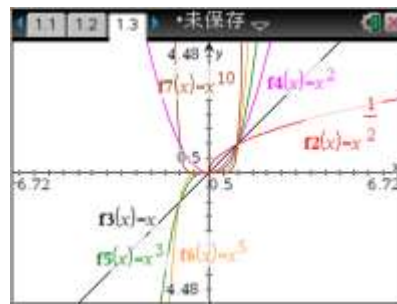 1.1 1.2 1.3 •未保存
4.48 y
f7(x)=x^10 f4(x)=x^2
f2(x)=x^(1/2)
0.5
-6.72 0.5 6.72
f3(x)=x
f5(x)=x^3 f6(x)=x^5
-4.48